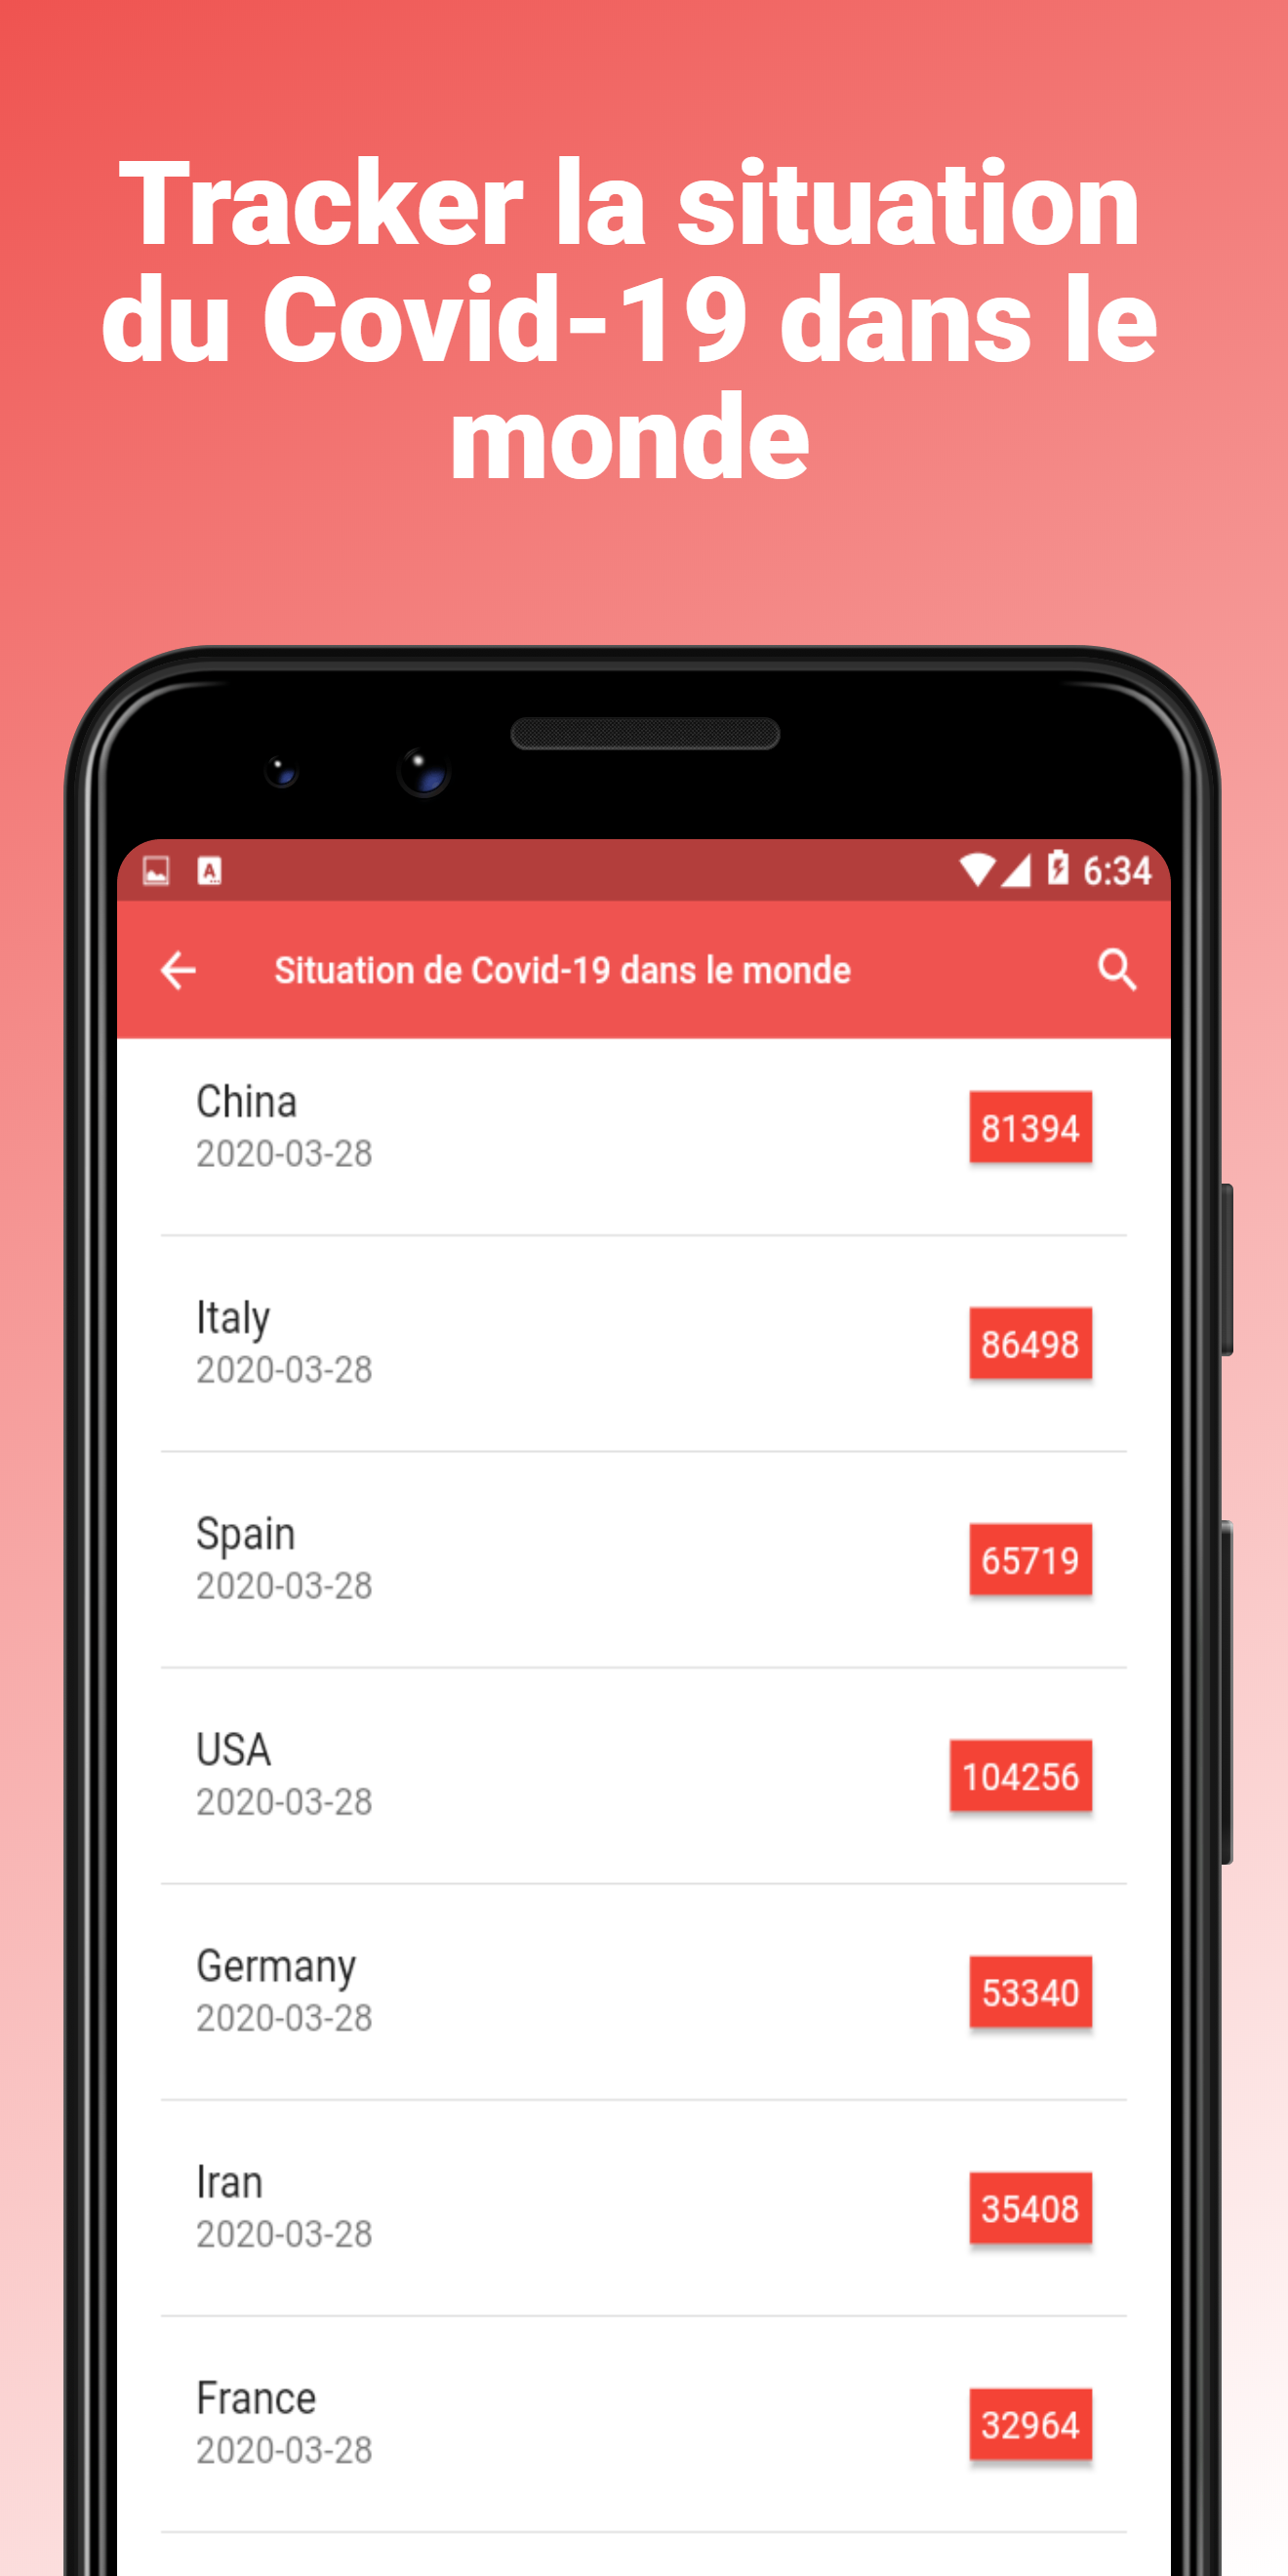 Tracker la situation
du Covid-19 dans le
monde
A
6:34
Situation de Covid-19 dans le monde
China
81394
2020-03-28
Italy
86498
2020-03-28
Spain
65719
2020-03-28
USA
104256
2020-03-28
Germany
53340
2020-03-28
Iran
35408
2020-03-28
France
32964
2020-03-28